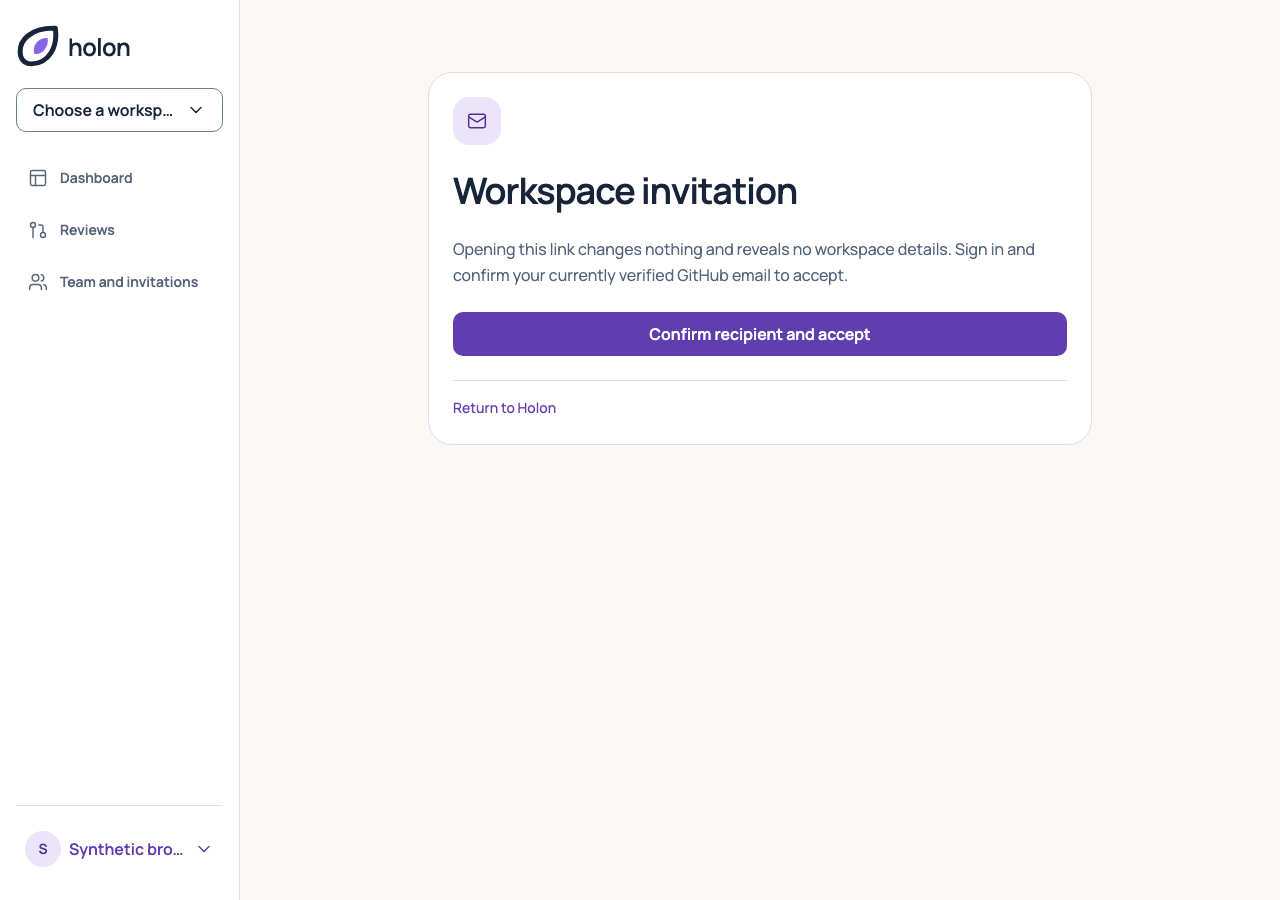 holon
Choose a worksp...
Dashboard
Reviews
Team and invitations
Synthetic bro...
Workspace invitation
Opening this link changes nothing and reveals no workspace details. Sign in and
confirm your currently verified GitHub email to accept.
Confirm recipient and accept
Return to Holon
S